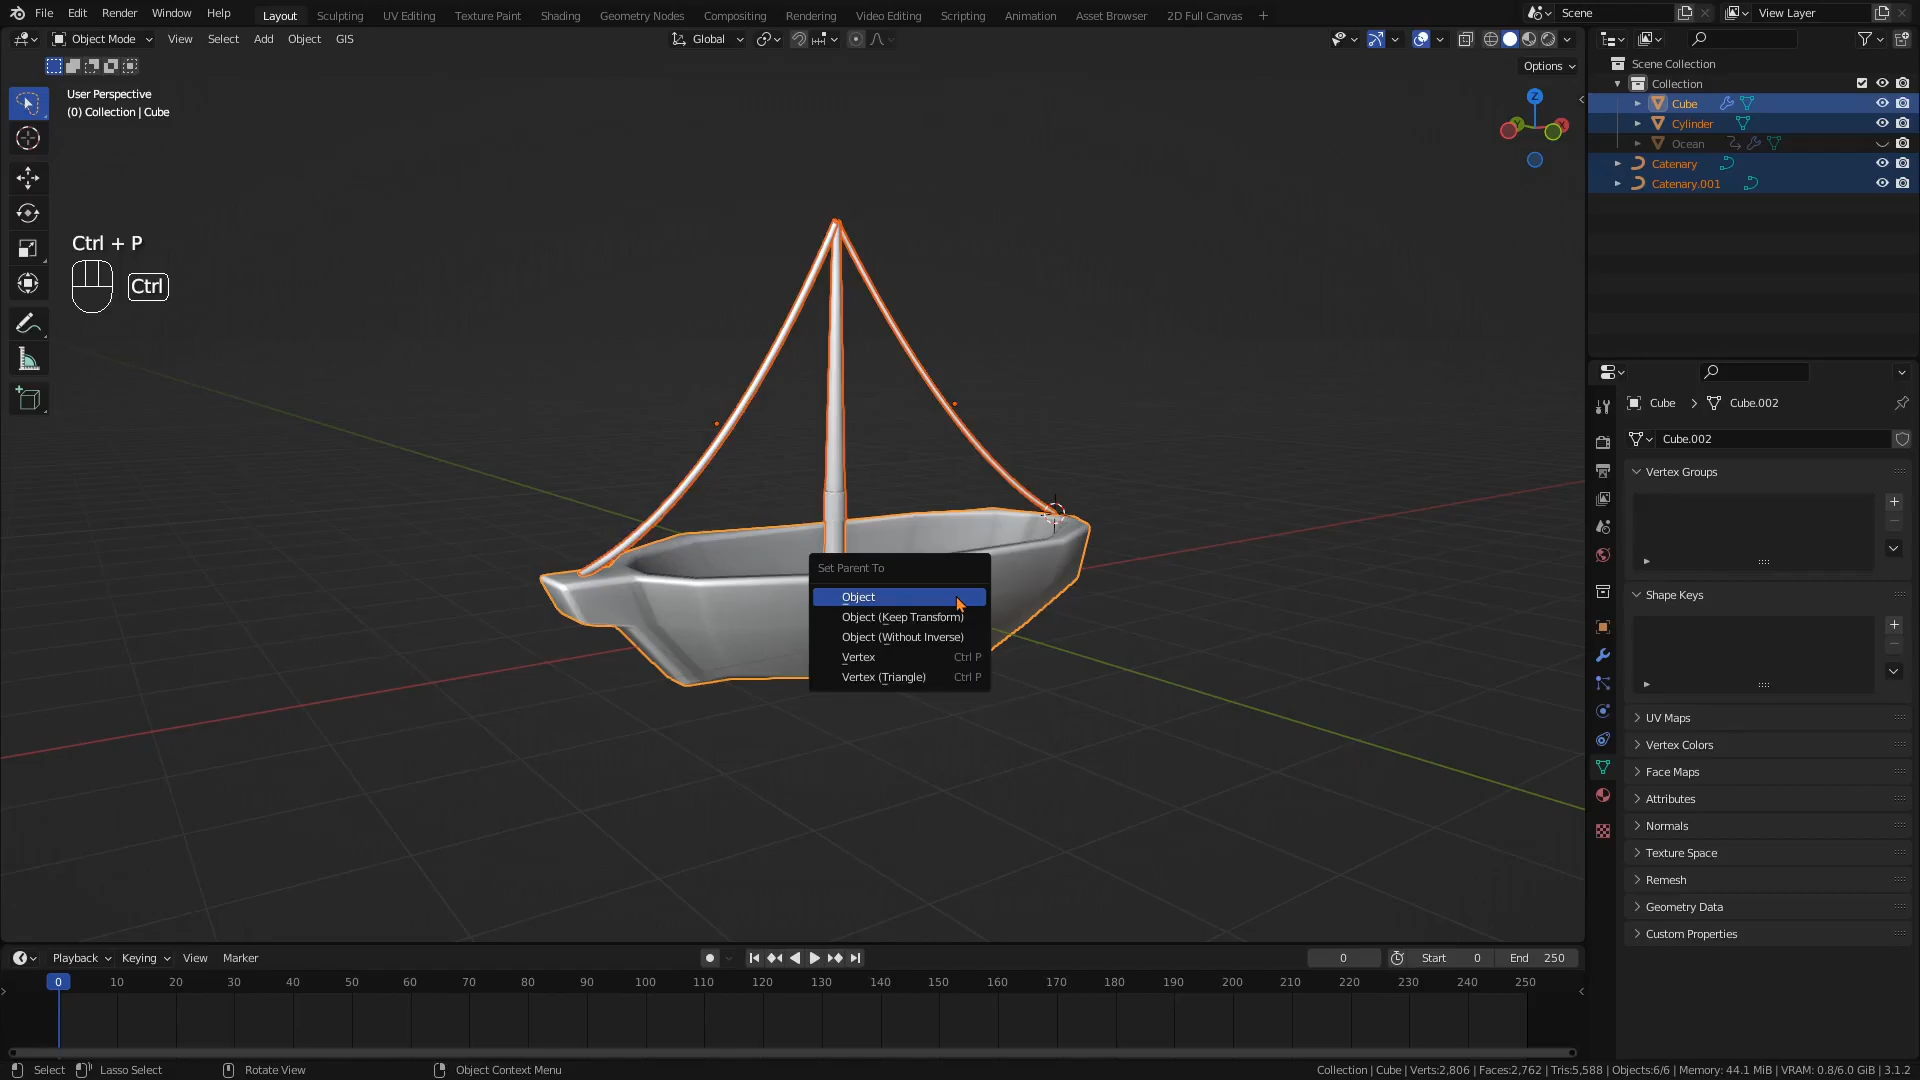 File Edit Render Window Help Layout Sculpting UV Editing Texture Paint Shading Geometry Nodes Compositing Rendering Video Editing Scripting Animation Asset Browser 2D Full Canvas + Scene View Layer
Object Mode View Select Add Object GIS Global
Options
User Perspective
(0) Collection | Cube
Z
Scene Collection
Collection
Cube
Cylinder
Ocean
Catenary
Catenary.001
Ctrl + P
Ctrl
Set Parent To
Object
Object (Keep Transform)
Object (Without Inverse)
Vertex Ctrl P
Vertex (Triangle) Ctrl P
Cube > Cube.002
Cube.002
Vertex Groups
Shape Keys
UV Maps
Vertex Colors
Face Maps
Attributes
Normals
Texture Space
Remesh
Geometry Data
Custom Properties
Playback Keying View Marker 0 Start 0 End 250
0 10 20 30 40 50 60 70 80 90 100 110 120 130 140 150 160 170 180 190 200 210 220 230 240 250
Select Lasso Select Rotate View Object Context Menu Collection | Cube | Verts:2,806 | Faces:2,762 | Tris:5,588 | Objects:6/6 | Memory: 44.1 MiB | VRAM: 0.8/6.0 GiB | 3.1.2